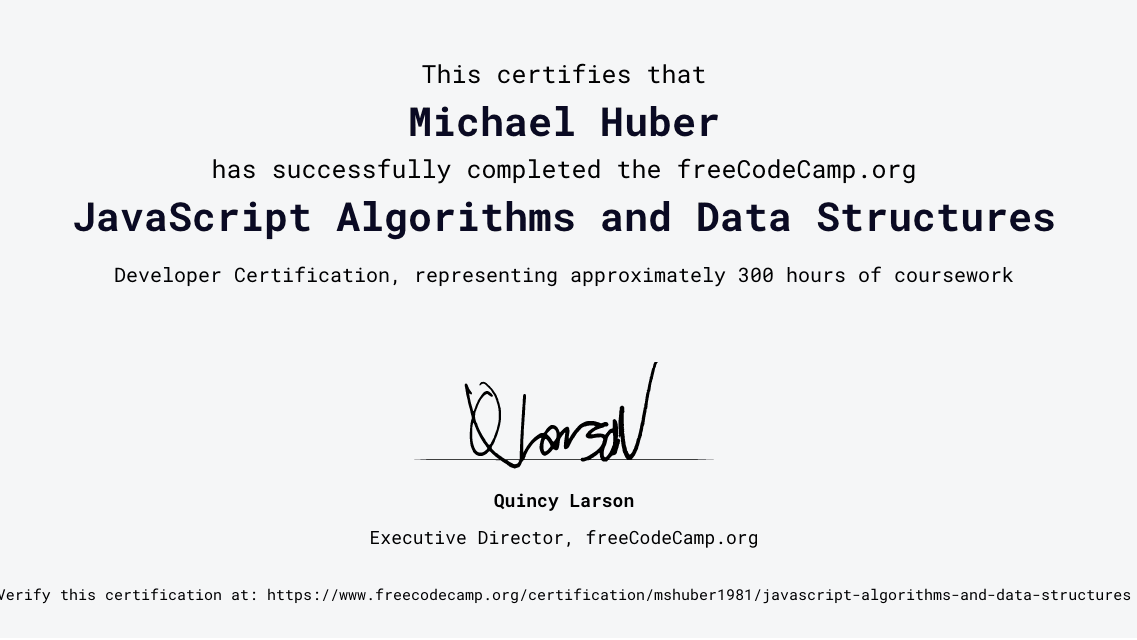 This certifies that
Michael Huber
has successfully completed the freeCodeCamp.org
JavaScript Algorithms and Data Structures
Developer Certification, representing approximately 300 hours of coursework
Q Larson
Quincy Larson
Executive Director, freeCodeCamp.org
Verify this certification at: https://www.freecodecamp.org/certification/mshuber1981/javascript-algorithms-and-data-structures